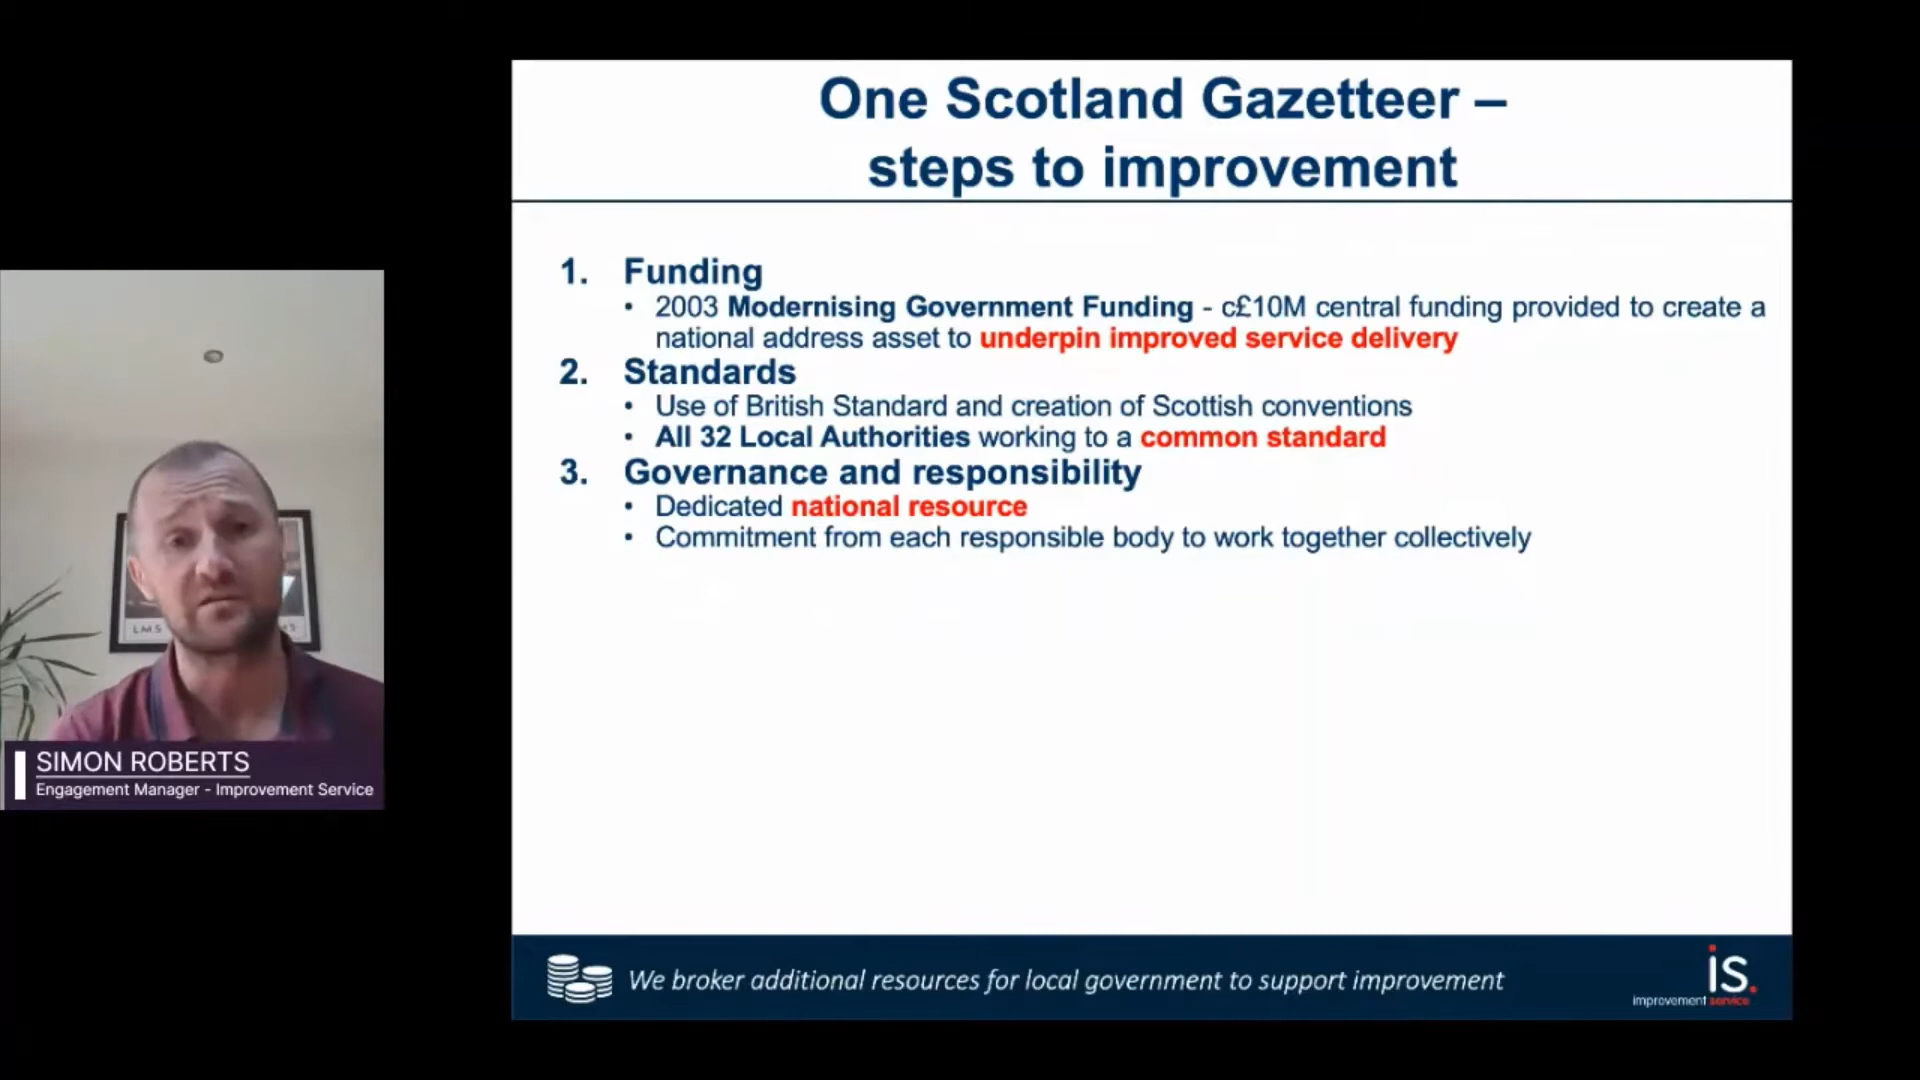 One Scotland Gazetteer –
steps to improvement
1. Funding
• 2003 Modernising Government Funding - c£10M central funding provided to create a
national address asset to underpin improved service delivery
2. Standards
• Use of British Standard and creation of Scottish conventions
• All 32 Local Authorities working to a common standard
3. Governance and responsibility
• Dedicated national resource
• Commitment from each responsible body to work together collectively
LMS
SIMON ROBERTS
Engagement Manager - Improvement Service
We broker additional resources for local government to support improvement
is.
improvement service